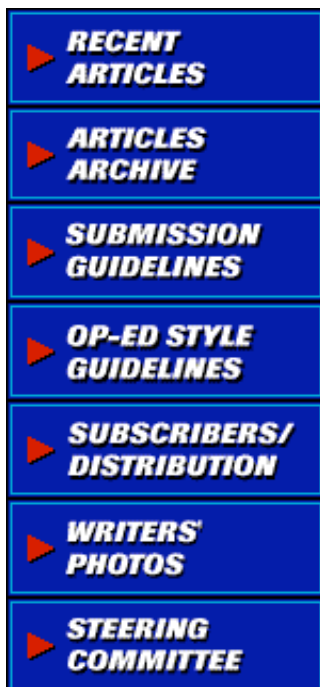 RECENT
ARTICLES
ARTICLES
ARCHIVE
SUBMISSION
GUIDELINES
OP-ED STYLE
GUIDELINES
SUBSCRIBERS/
DISTRIBUTION
WRITERS'
PHOTOS
STEERING
COMMITTEE